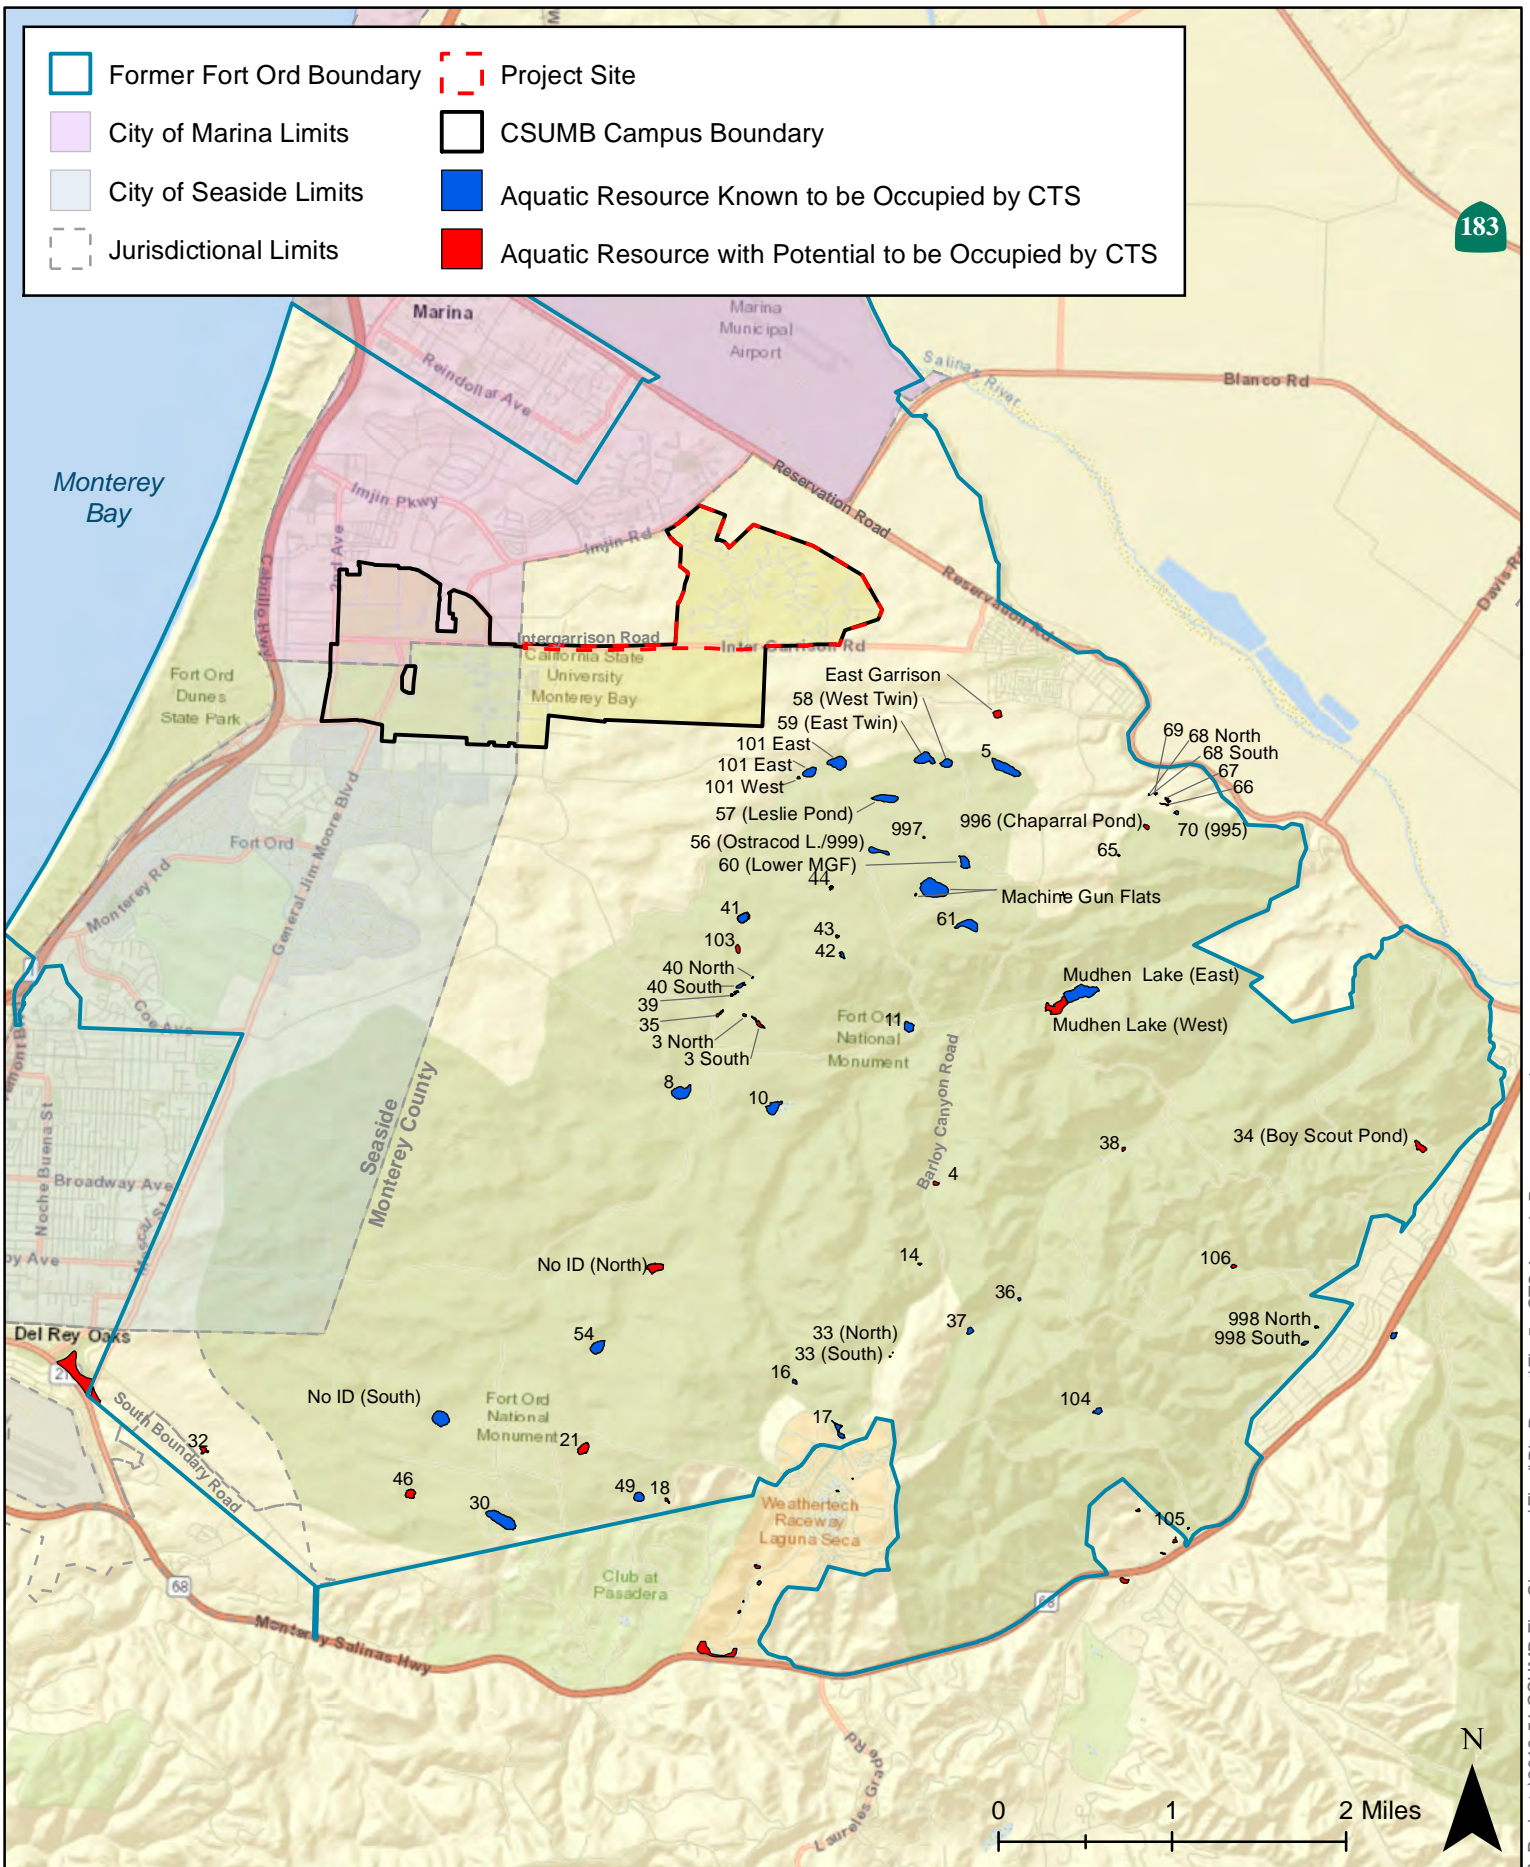 Former Fort Ord Boundary
Project Site
City of Marina Limits
CSUMB Campus Boundary
City of Seaside Limits
Aquatic Resource Known to be Occupied by CTS
Jurisdictional Limits
Aquatic Resource with Potential to be Occupied by CTS
183
Marina
Marina
Municipal
Airport
Salinas River
Reindollar Ave
Blanco Rd
Monterey
Bay
Imjin Pkwy
Reservation Road
2nd Ave
Imjin Rd
Cabrillo Hwy
Reservation Rd
Davis R
Intergarrison Road
Inter Garrison Rd
California State
University
Monterey Bay
Fort Ord
Dunes
State Park
East Garrison
58 (West Twin)
59 (East Twin)
101 East
101 East
101 West
5
69
68 North
68 South
67
66
57 (Leslie Pond)
996 (Chaparral Pond)
70 (995)
997
56 (Ostracod L./999)
60 (Lower MGF)
65
44
Machine Gun Flats
Fort Ord
General Jim Moore Blvd
Monterey Rd
41
61
43
103
42
40 North
40 South
39
35
3 North
3 South
Mudhen Lake (East)
Mudhen Lake (West)
Fort Or
National
Monument
11
Coe Ave
1
8
10
Barloy Canyon Road
Seaside
Monterey County
Noche Buena St
Broadway Ave
Mescal St
oy Ave
38
34 (Boy Scout Pond)
4
No ID (North)
14
106
36
37
998 North
998 South
Del Rey Oaks
21
54
33 (North)
33 (South)
16
No ID (South)
Fort Ord
National
Monument
17
104
South Boundary Road
32
21
46
30
49
18
Weathertech
Raceway
Laguna Seca
105
Club at
Pasadera
68
68
Monterey Salinas Hwy
Laureles Grade Rd
N
0
1
2 Miles